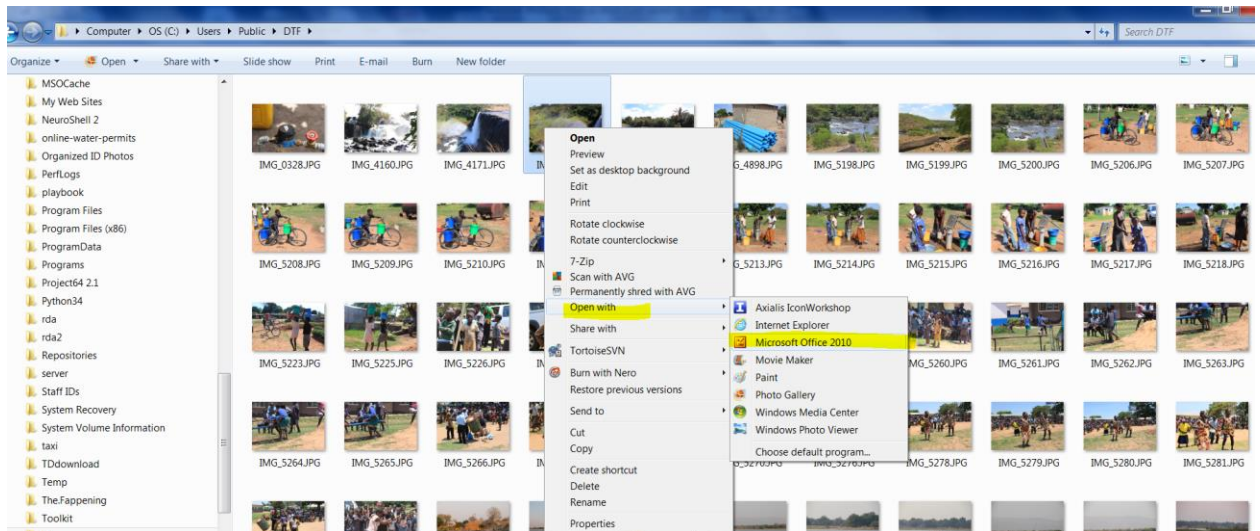 Computer ▸ OS (C:) ▸ Users ▸ Public ▸ DTF ▸
Search DTF
Organize Open Share with Slide show Print E-mail Burn New folder
MSOCache
My Web Sites
NeuroShell 2
online-water-permits
Organized ID Photos
PerfLogs
playbook
Program Files
Program Files (x86)
ProgramData
Programs
Project64 2.1
Python34
rda
rda2
Repositories
server
Staff IDs
System Recovery
System Volume Information
taxi
TDdownload
Temp
The.Fappening
Toolkit
IMG_0328.JPG IMG_4160.JPG IMG_4171.JPG G_4898.JPG IMG_5198.JPG IMG_5199.JPG IMG_5200.JPG IMG_5206.JPG IMG_5207.JPG
IMG_5208.JPG IMG_5209.JPG IMG_5210.JPG G_5213.JPG IMG_5214.JPG IMG_5215.JPG IMG_5216.JPG IMG_5217.JPG IMG_5218.JPG
IMG_5223.JPG IMG_5225.JPG IMG_5226.JPG MG_5260.JPG IMG_5261.JPG IMG_5262.JPG IMG_5263.JPG
IMG_5264.JPG IMG_5265.JPG IMG_5266.JPG MG_5278.JPG IMG_5279.JPG IMG_5280.JPG IMG_5281.JPG
Open
Preview
Set as desktop background
Edit
Print
Rotate clockwise
Rotate counterclockwise
7-Zip
Scan with AVG
Permanently shred with AVG
Open with
Share with
TortoiseSVN
Burn with Nero
Restore previous versions
Send to
Cut
Copy
Create shortcut
Delete
Rename
Properties
Axialis IconWorkshop
Internet Explorer
Microsoft Office 2010
Movie Maker
Paint
Photo Gallery
Windows Media Center
Windows Photo Viewer
Choose default program...